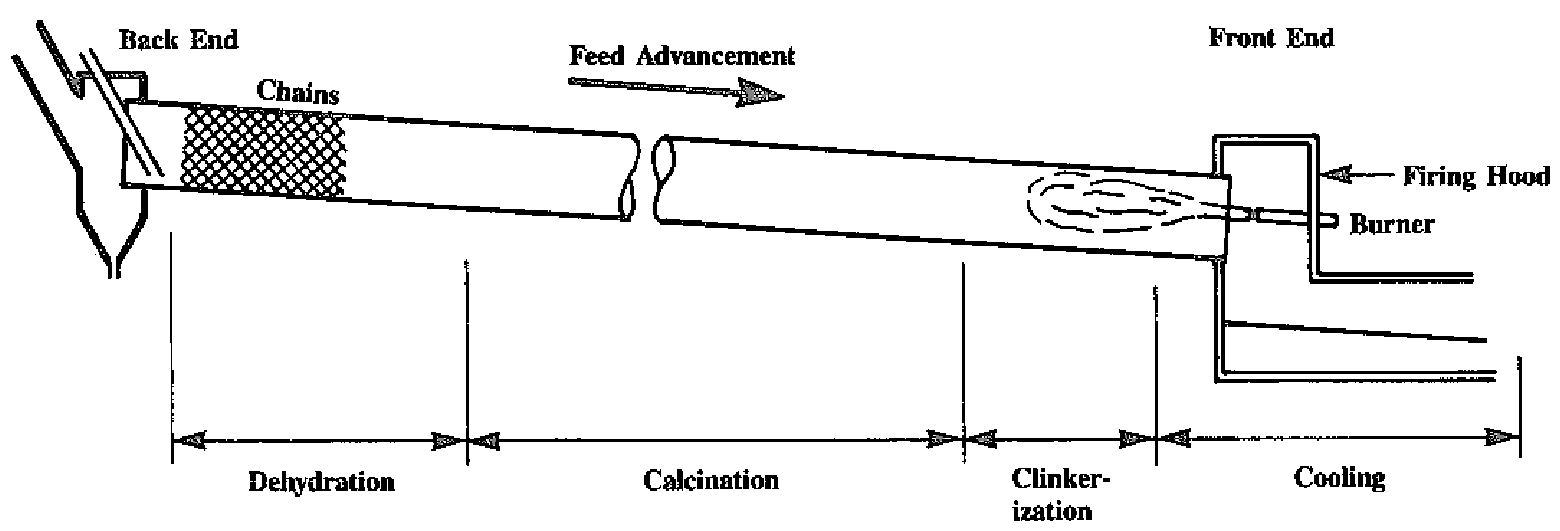 Back End
Front End
Feed Advancement
Chains
Firing Hood
Burner
Dehydration
Calcination
Clinker-
ization
Cooling